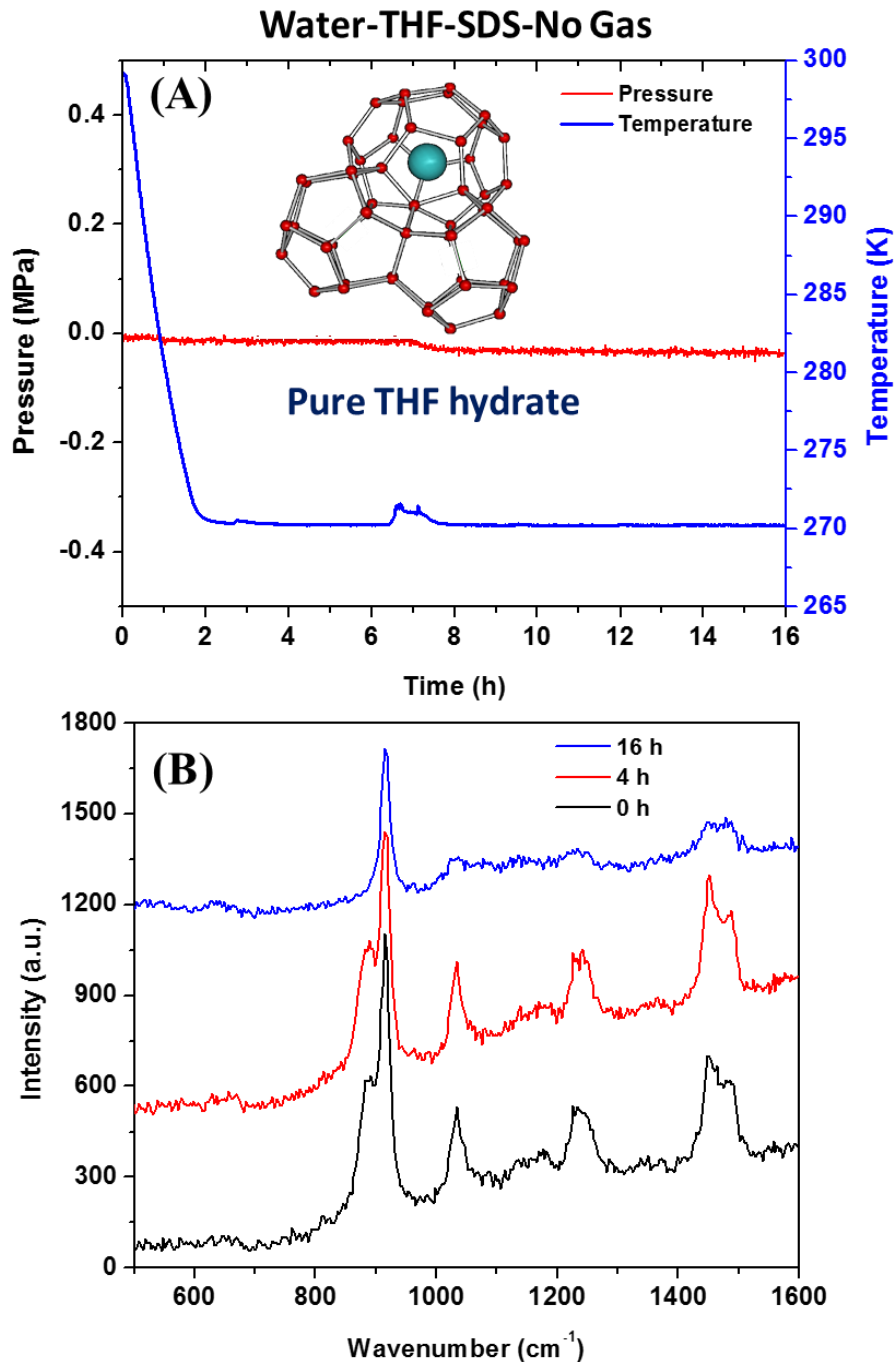 Water-THF-SDS-No Gas
(A)
Pressure
Temperature
Pure THF hydrate
Pressure (MPa)
0.4
0.2
0.0
-0.2
-0.4
Temperature (K)
300
295
290
285
280
275
270
265
0 2 4 6 8 10 12 14 16
Time (h)
(B)
16 h
4 h
0 h
Intensity (a.u.)
1800
1500
1200
900
600
300
0
600 800 1000 1200 1400 1600
Wavenumber (cm⁻¹)